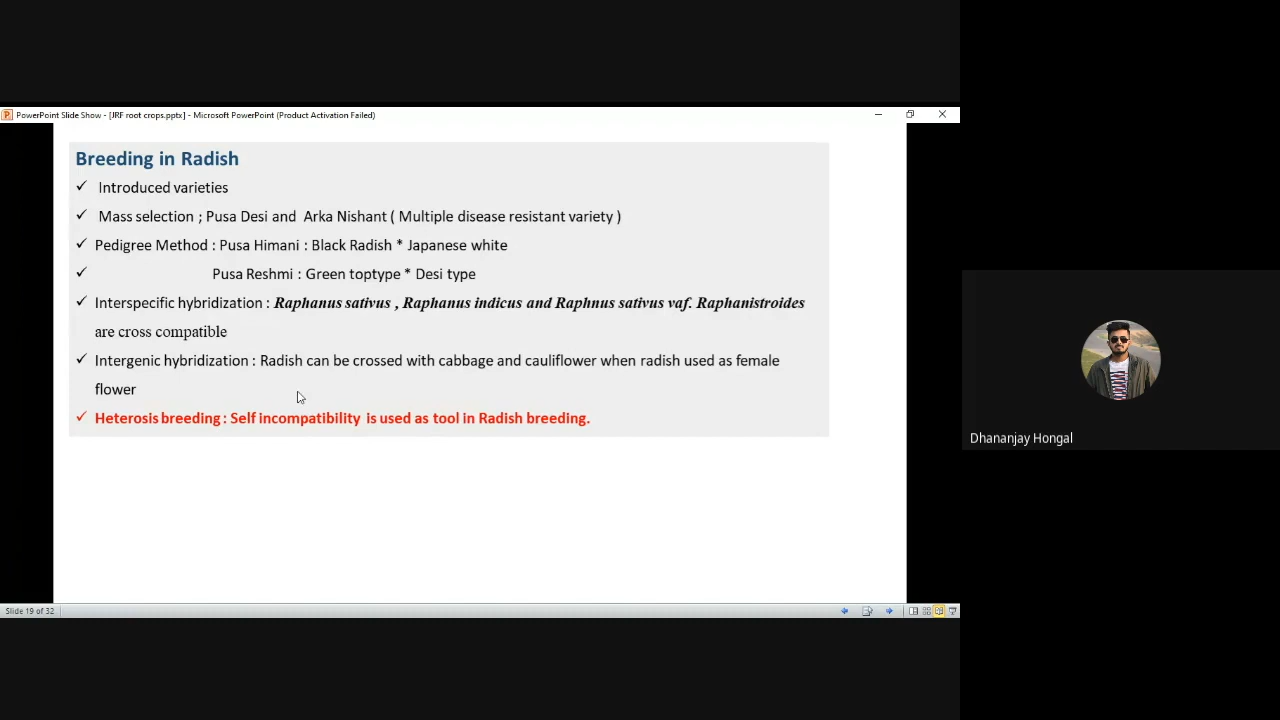 PowerPoint Slide Show - [JRF root crops.pptx] - Microsoft PowerPoint (Product Activation Failed)
Breeding in Radish
✓ Introduced varieties
✓ Mass selection ; Pusa Desi and Arka Nishant ( Multiple disease resistant variety )
✓ Pedigree Method : Pusa Himani : Black Radish * Japanese white
✓ Pusa Reshmi : Green toptype * Desi type
✓ Interspecific hybridization : Raphanus sativus , Raphanus indicus and Raphnus sativus vaf. Raphanistroides
are cross compatible
✓ Intergenic hybridization : Radish can be crossed with cabbage and cauliflower when radish used as female
flower
✓ Heterosis breeding : Self incompatibility is used as tool in Radish breeding.
Dhananjay Hongal
Slide 19 of 32